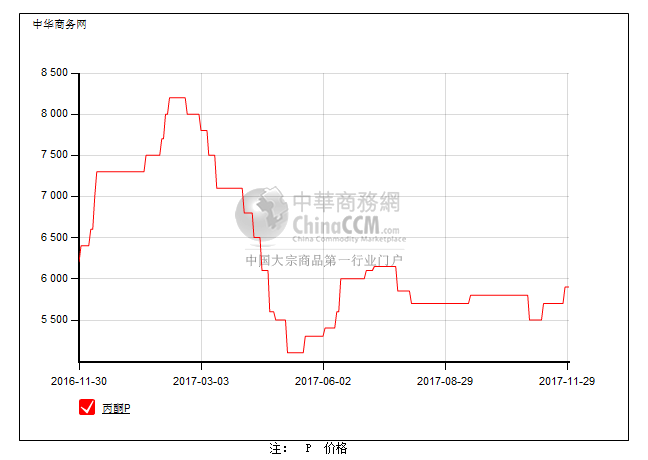 中华商务网
8 500
8 000
7 500
7 000
6 500
6 000
5 500
中華商務網
ChinaCCM.com
China Commodity Marketplace
中国大宗商品第一行业门户
2016-11-30 2017-03-03 2017-06-02 2017-08-29 2017-11-29
丙酮P
注: P 价格